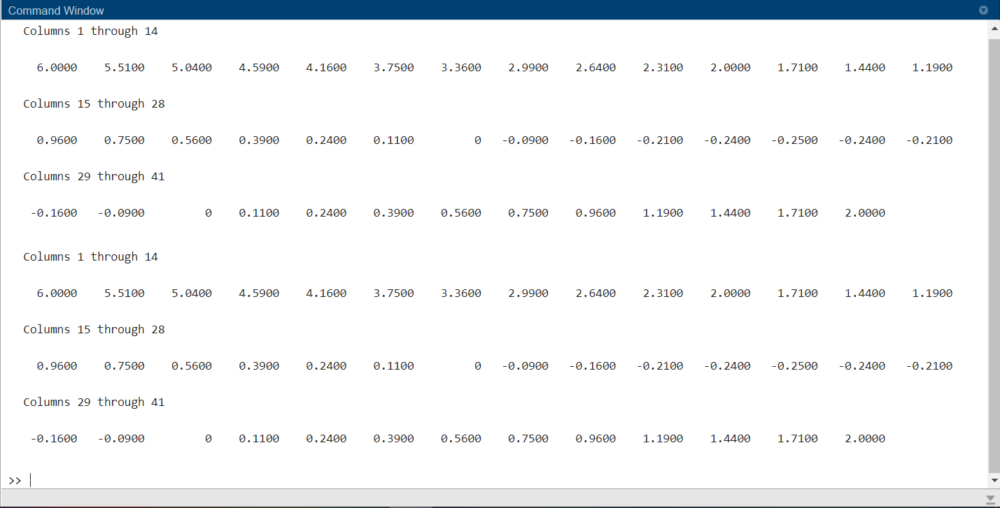 Command Window
Columns 1 through 14
6.0000 5.5100 5.0400 4.5900 4.1600 3.7500 3.3600 2.9900 2.6400 2.3100 2.0000 1.7100 1.4400 1.1900
Columns 15 through 28
0.9600 0.7500 0.5600 0.3900 0.2400 0.1100 0 -0.0900 -0.1600 -0.2100 -0.2400 -0.2500 -0.2400 -0.2100
Columns 29 through 41
-0.1600 -0.0900 0 0.1100 0.2400 0.3900 0.5600 0.7500 0.9600 1.1900 1.4400 1.7100 2.0000
Columns 1 through 14
6.0000 5.5100 5.0400 4.5900 4.1600 3.7500 3.3600 2.9900 2.6400 2.3100 2.0000 1.7100 1.4400 1.1900
Columns 15 through 28
0.9600 0.7500 0.5600 0.3900 0.2400 0.1100 0 -0.0900 -0.1600 -0.2100 -0.2400 -0.2500 -0.2400 -0.2100
Columns 29 through 41
-0.1600 -0.0900 0 0.1100 0.2400 0.3900 0.5600 0.7500 0.9600 1.1900 1.4400 1.7100 2.0000
>>